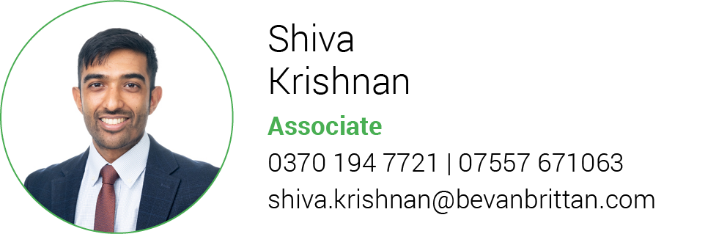 Shiva
Krishnan
Associate
0370 194 7721 | 07557 671063
shiva.krishnan@bevanbrittan.com